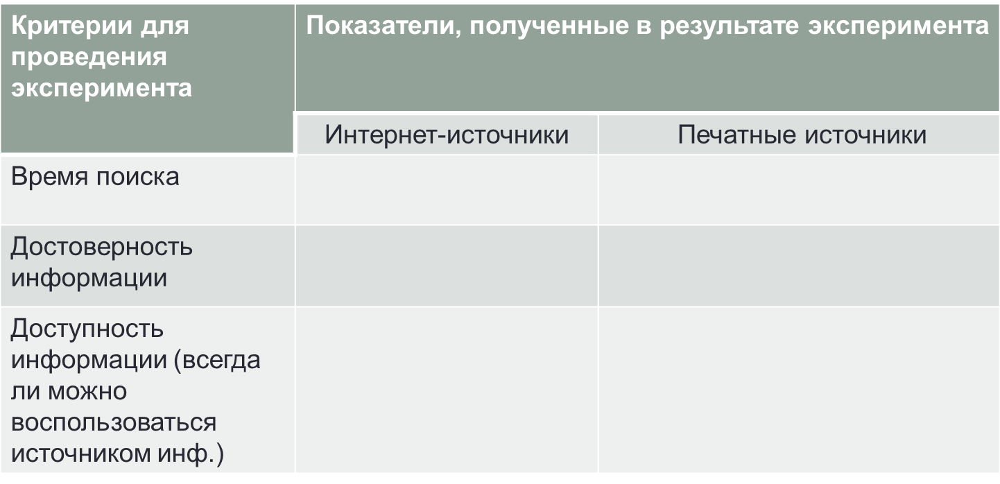 Критерии для
проведения
эксперимента
Показатели, полученные в результате эксперимента
Интернет-источники
Печатные источники
Время поиска
Достоверность
информации
Доступность
информации (всегда
ли можно
воспользоваться
источником инф.)